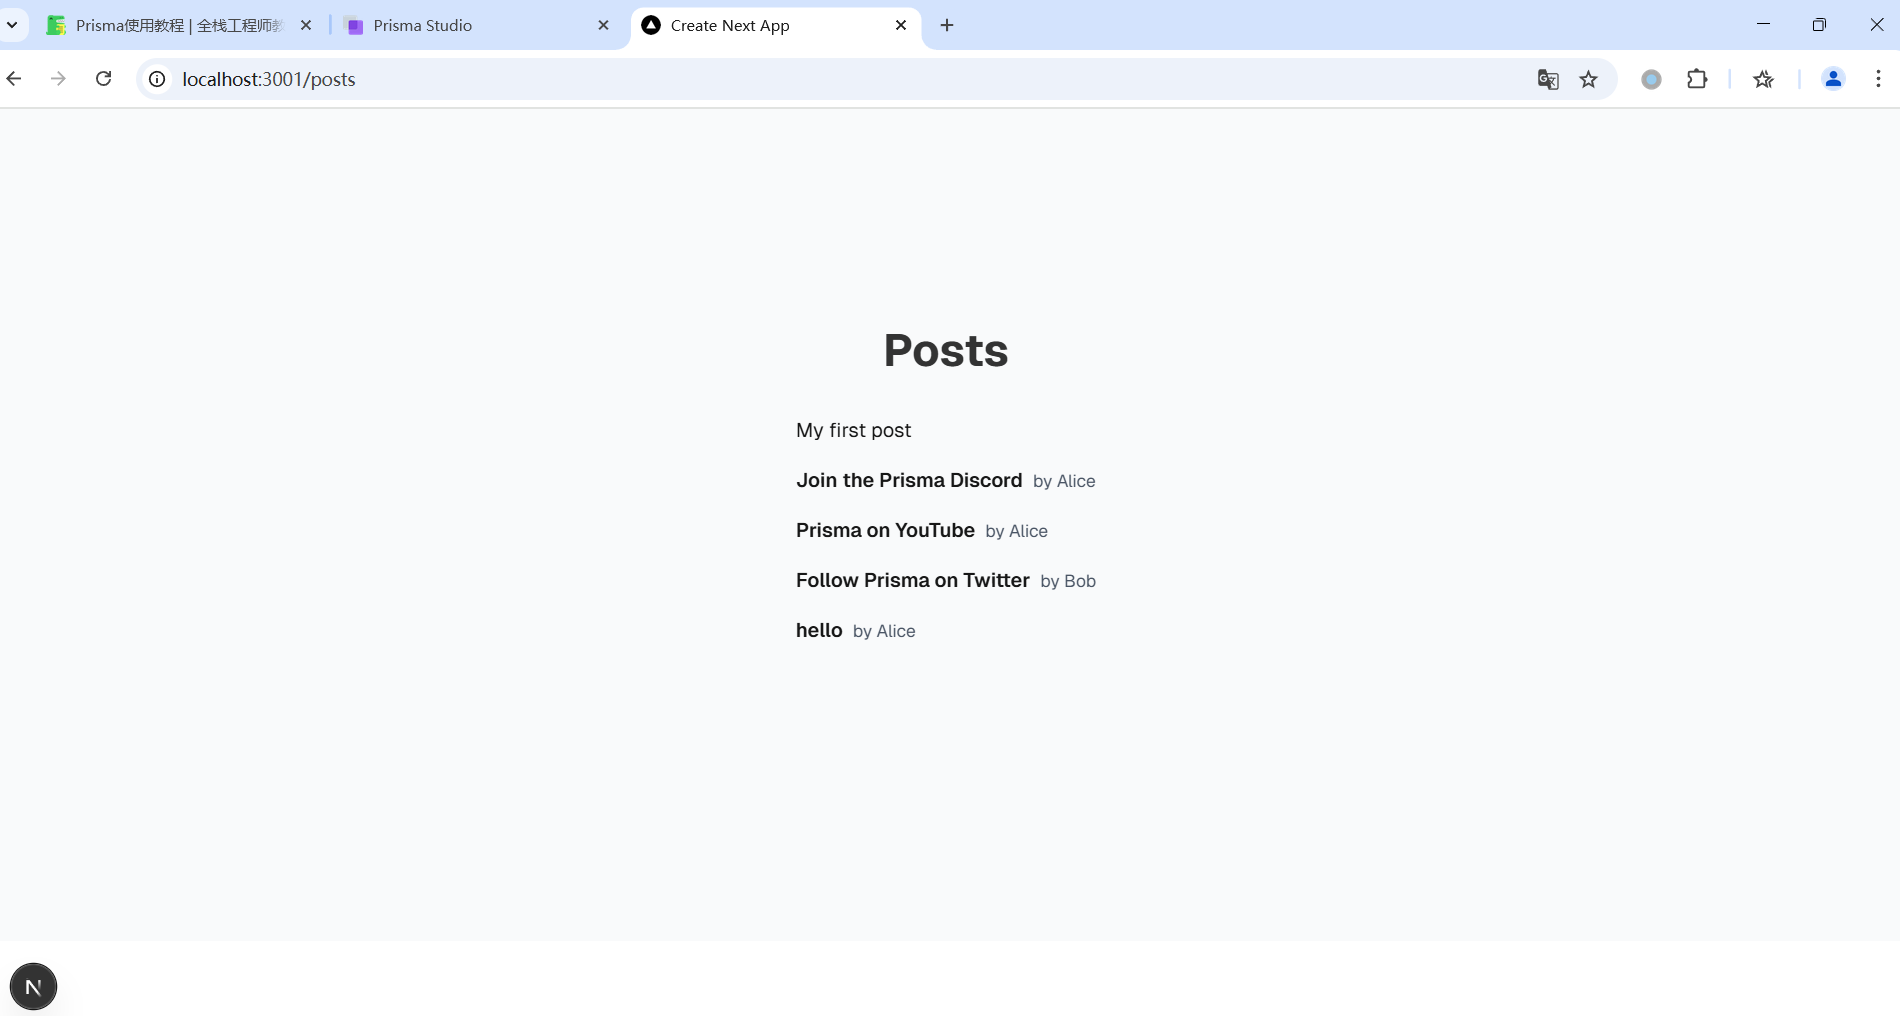 Prisma使用教程 | 全栈工程师教
Prisma Studio
Create Next App
localhost:3001/posts
Posts
My first post
Join the Prisma Discord by Alice
Prisma on YouTube by Alice
Follow Prisma on Twitter by Bob
hello by Alice
N